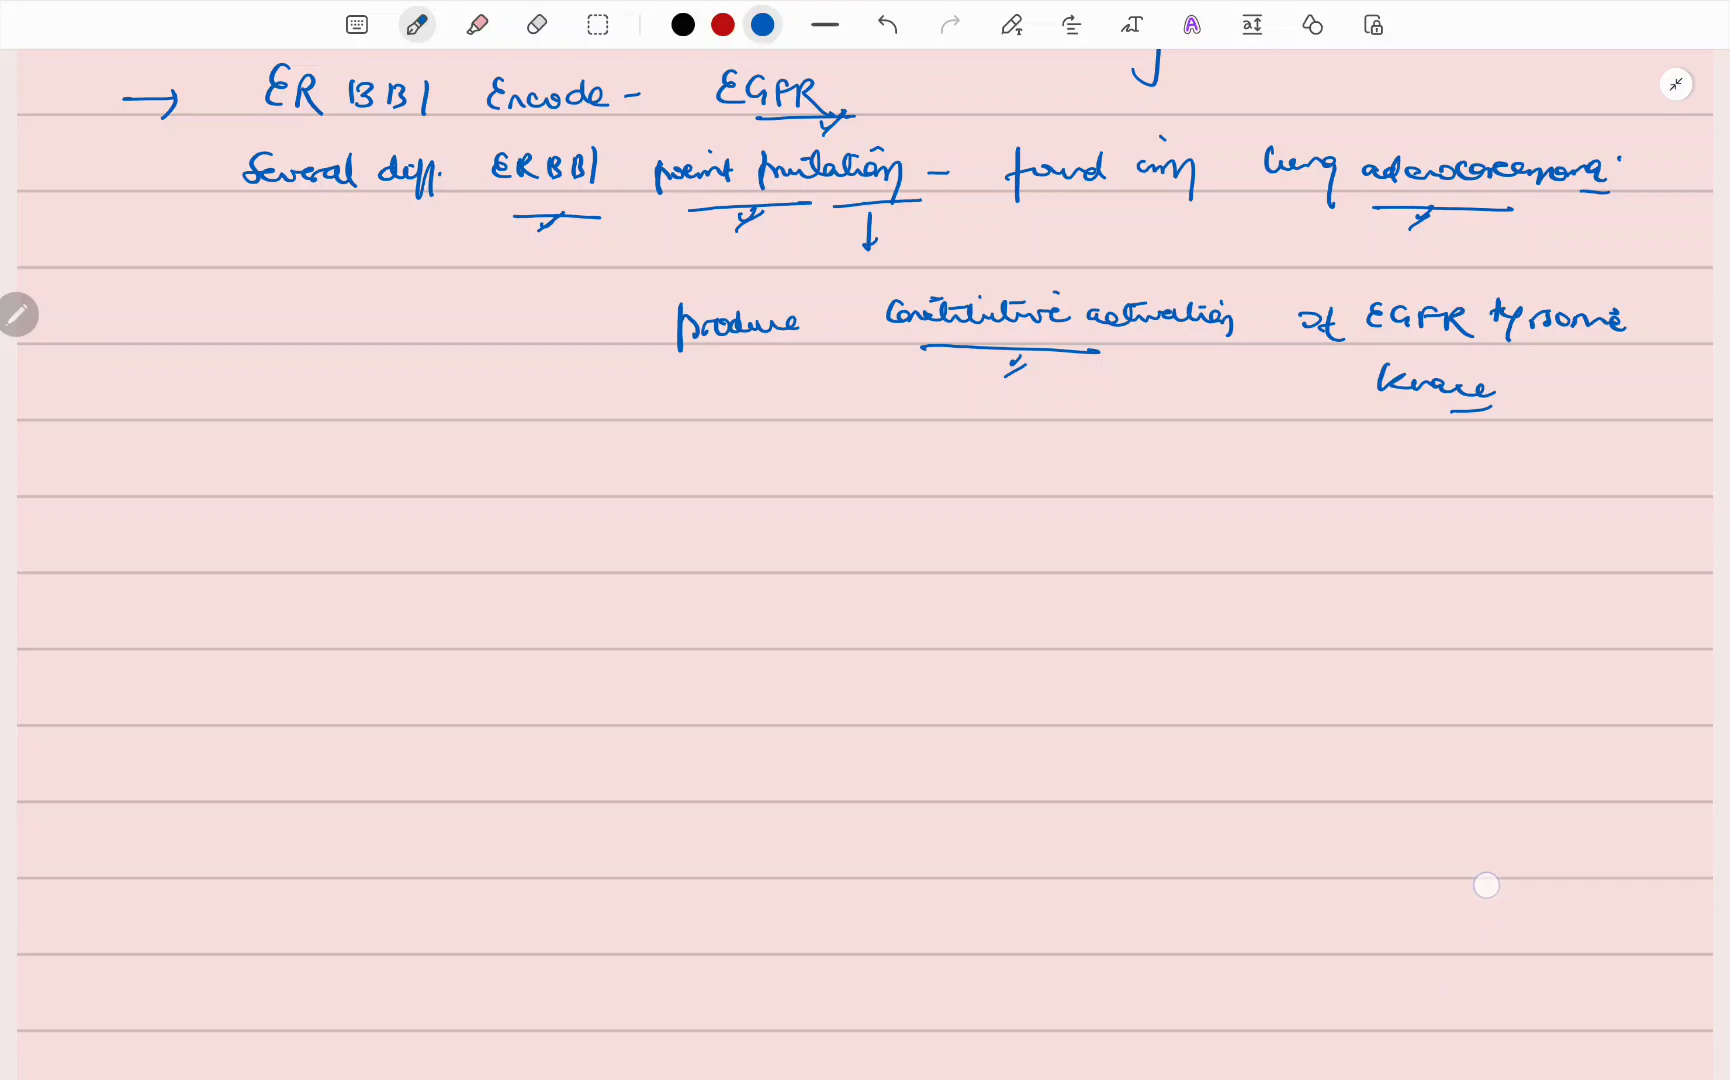 → ERBB1 Encode - EGFR
Several diff. ERBB1 point mutation - found in lung adenocarcinoma.
↓
produce constitutive activation of EGFR tyrosine
kinase